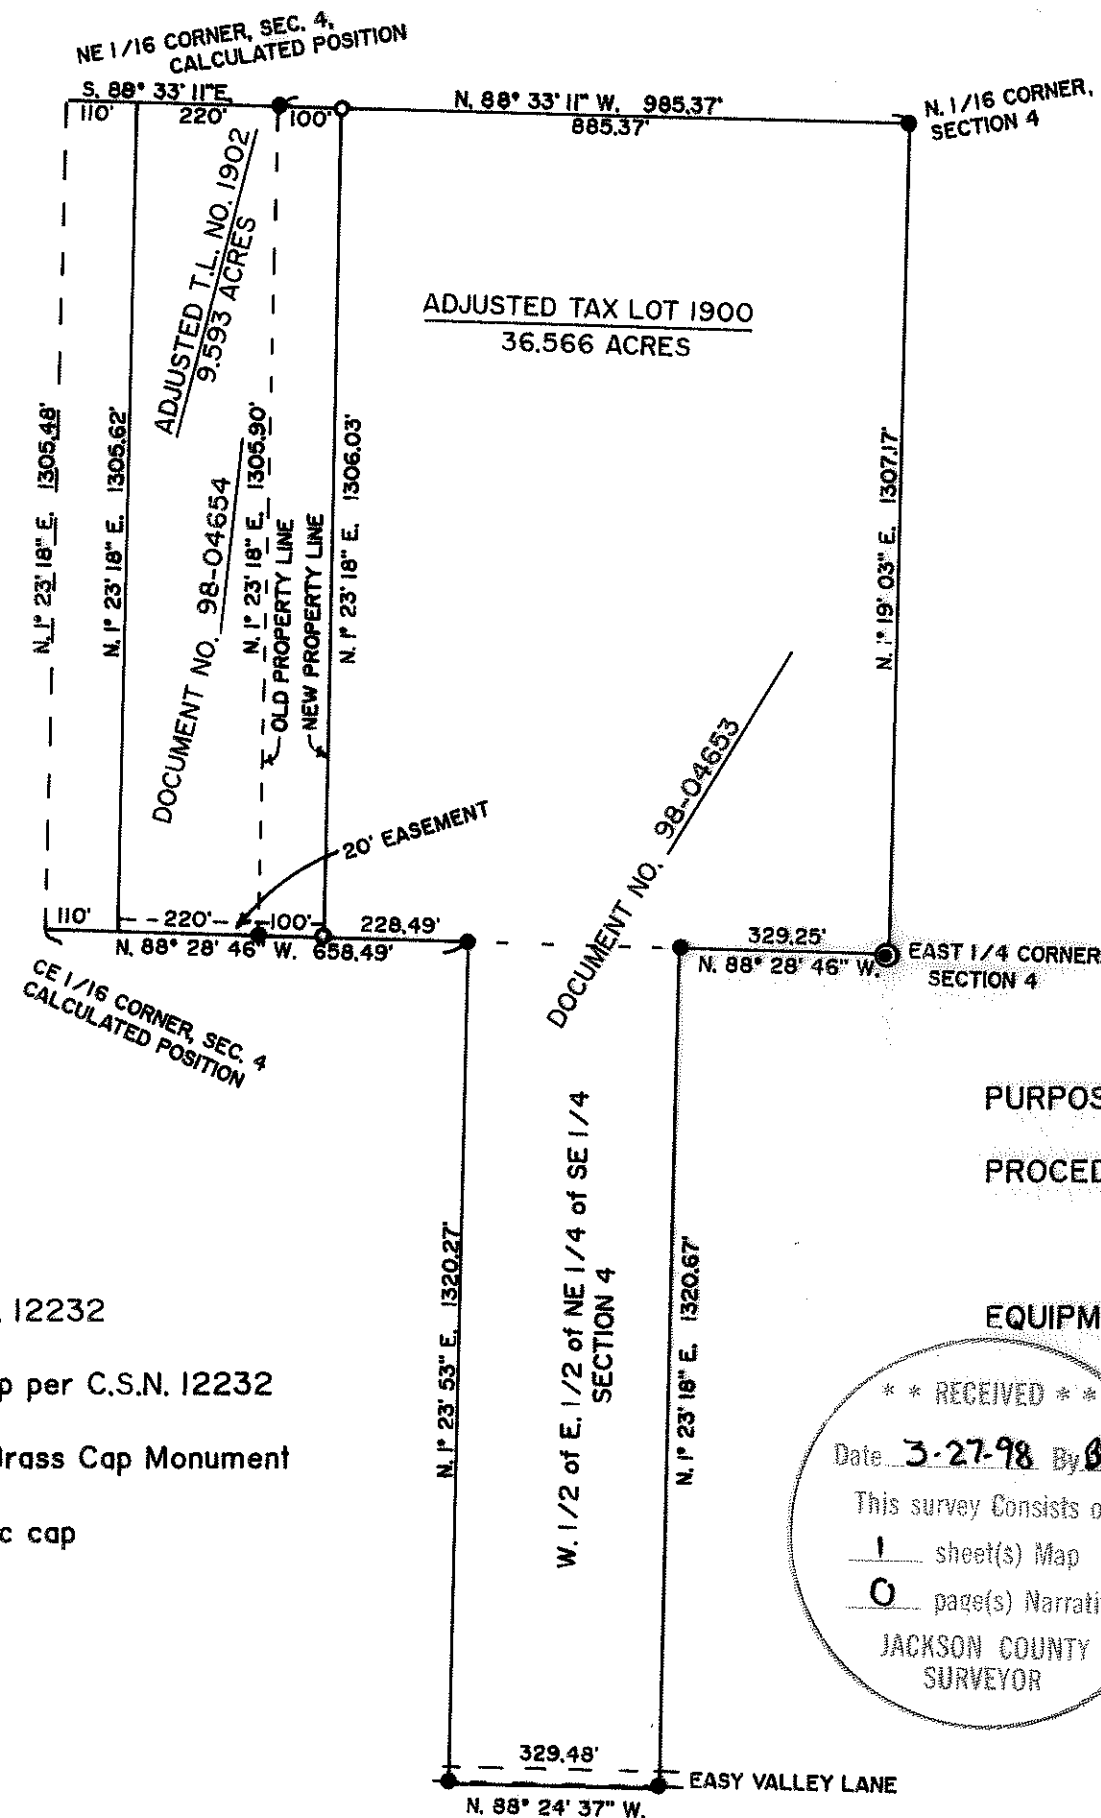 NE 1/16 CORNER, SEC. 4,
CALCULATED POSITION
S. 88° 33' 11" E.
110'
220'
100'
N. 88° 33' 11" W. 985.37'
885.37'
N. 1/16 CORNER,
SECTION 4
ADJUSTED T.L. NO. 1902
9.593 ACRES
ADJUSTED TAX LOT 1900
36.566 ACRES
N. 1° 23' 18" E. 1305.48'
N. 1° 23' 18" E. 1305.62'
DOCUMENT NO. 98-04654
N. 1° 23' 18" E. 1305.90'
OLD PROPERTY LINE
NEW PROPERTY LINE
N. 1° 23' 18" E. 1306.03'
N. 1° 19' 03" E. 1307.17'
DOCUMENT NO. 98-04653
20' EASEMENT
110'
220'
100'
228.49'
N. 88° 28' 46" W. 658.49'
329.25'
N. 88° 28' 46" W.
EAST 1/4 CORNER
SECTION 4
CE 1/16 CORNER, SEC. 4
CALCULATED POSITION
PURPOS
PROCED
EQUIPM
N. 1° 23' 53" E. 1320.27'
W. 1/2 of E. 1/2 of NE 1/4 of SE 1/4
SECTION 4
N. 1° 23' 18" E. 1320.67'
. 12232
p per C.S.N. 12232
rass Cap Monument
c cap
* * RECEIVED * *
Date 3-27-98 By B
This survey Consists o
1 sheet(s) Map
0 page(s) Narrati
JACKSON COUNTY
SURVEYOR
329.48'
EASY VALLEY LANE
N. 88° 24' 37" W.